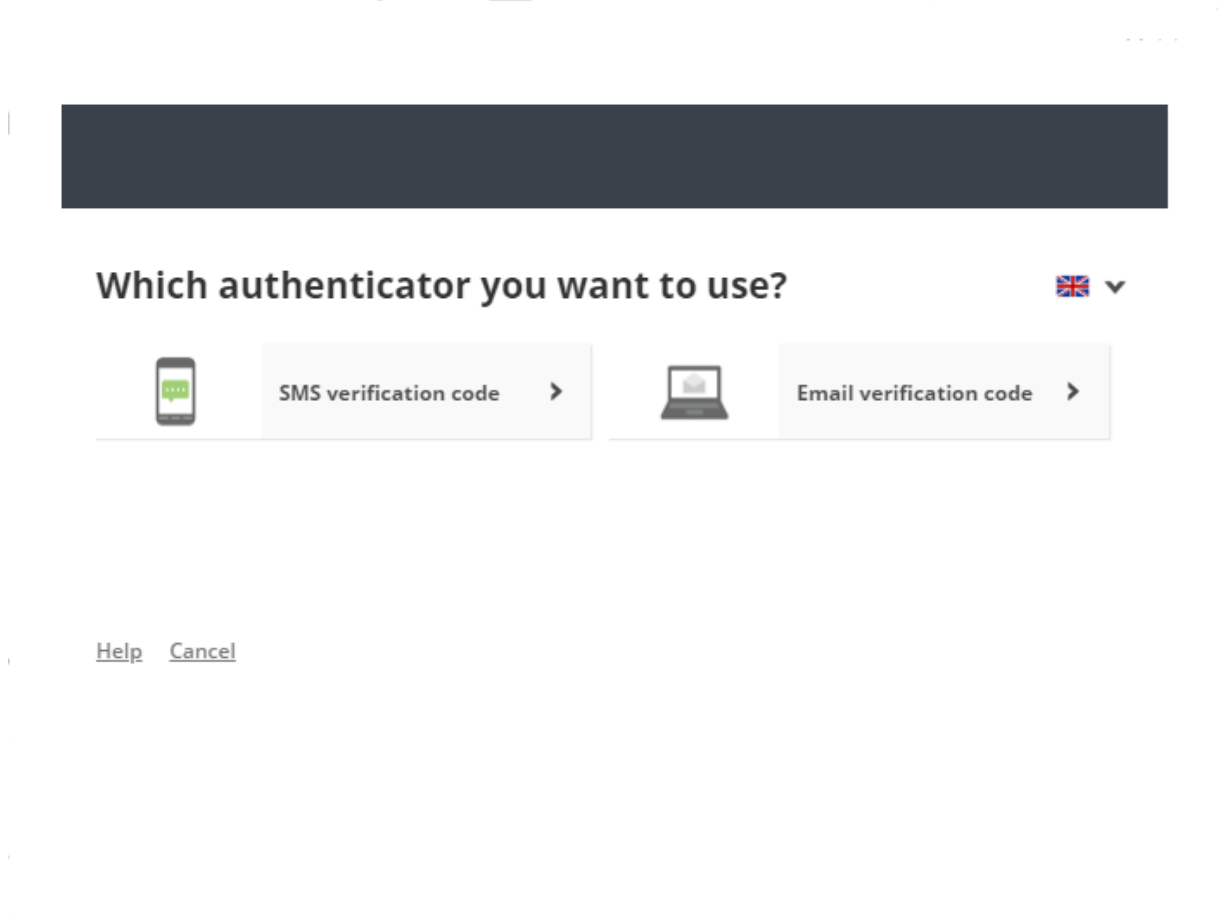 Which authenticator you want to use?
SMS verification code
Email verification code
Help Cancel